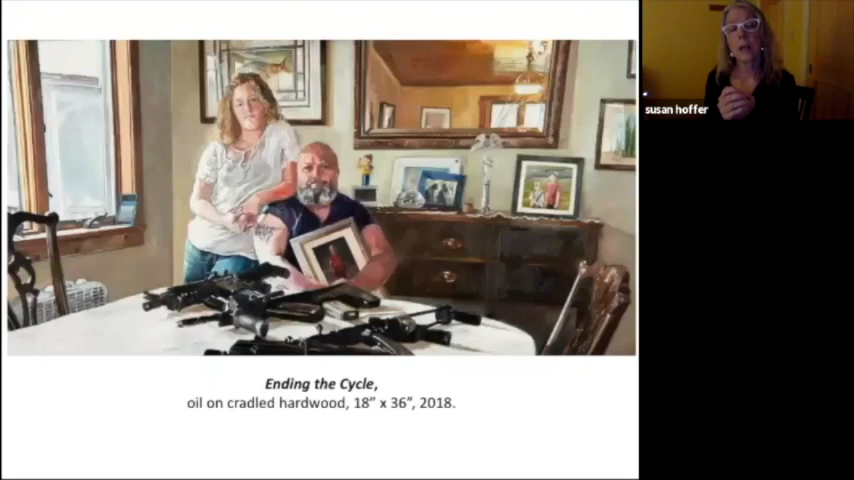 susan hoffer
Ending the Cycle,
oil on cradled hardwood, 18" x 36", 2018.